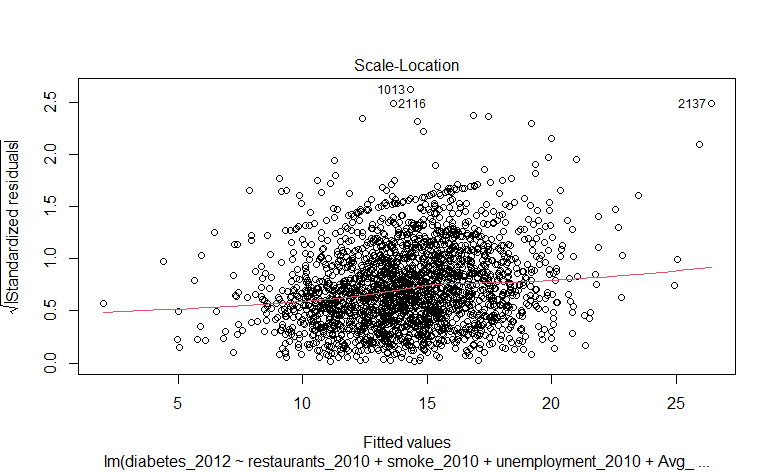 Scale-Location
√|Standardized residuals|
2.5
2.0
1.5
1.0
0.5
0.0
1013
2116
2137
5 10 15 20 25
Fitted values
lm(diabetes_2012 ~ restaurants_2010 + smoke_2010 + unemployment_2010 + Avg_ ...